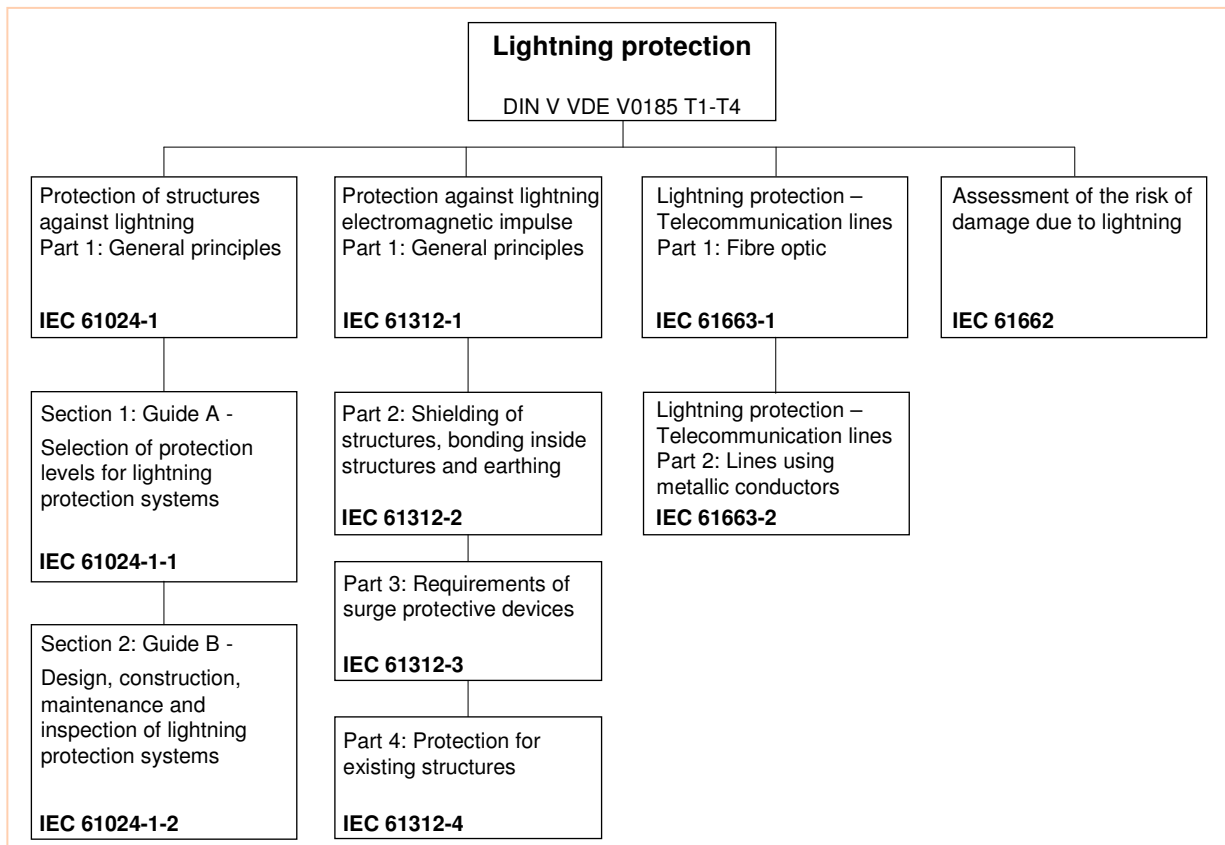 Lightning protection
DIN V VDE V0185 T1-T4
Protection of structures
against lightning
Part 1: General principles
IEC 61024-1
Protection against lightning
electromagnetic impulse
Part 1: General principles
IEC 61312-1
Lightning protection –
Telecommunication lines
Part 1: Fibre optic
IEC 61663-1
Assessment of the risk of
damage due to lightning
IEC 61662
Section 1: Guide A -
Selection of protection
levels for lightning
protection systems
IEC 61024-1-1
Part 2: Shielding of
structures, bonding inside
structures and earthing
IEC 61312-2
Lightning protection –
Telecommunication lines
Part 2: Lines using
metallic conductors
IEC 61663-2
Part 3: Requirements of
surge protective devices
IEC 61312-3
Section 2: Guide B -
Design, construction,
maintenance and
inspection of lightning
protection systems
IEC 61024-1-2
Part 4: Protection for
existing structures
IEC 61312-4